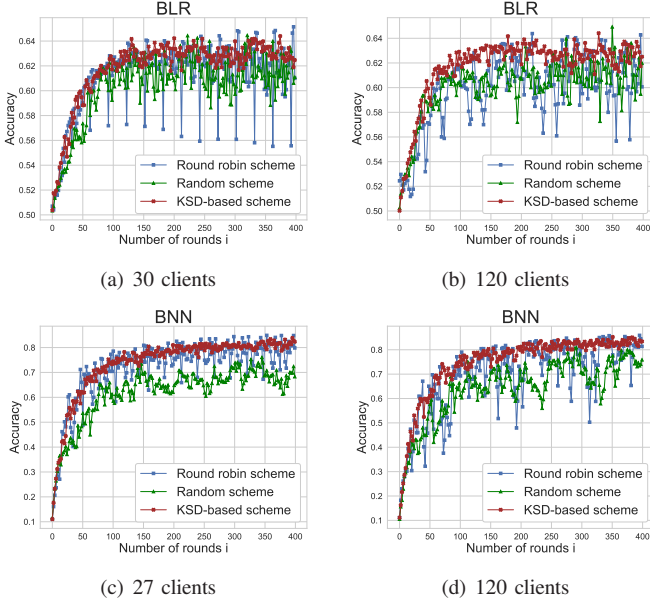 BLR
Accuracy
0.64
0.62
0.60
0.58
0.56
0.54
0.52
0.50
Round robin scheme
Random scheme
KSD-based scheme
0 50 100 150 200 250 300 350 400
Number of rounds i
(a) 30 clients
BLR
Accuracy
0.64
0.62
0.60
0.58
0.56
0.54
0.52
0.50
Round robin scheme
Random scheme
KSD-based scheme
0 50 100 150 200 250 300 350 400
Number of rounds i
(b) 120 clients
BNN
Accuracy
0.8
0.7
0.6
0.5
0.4
0.3
0.2
0.1
Round robin scheme
Random scheme
KSD-based scheme
0 50 100 150 200 250 300 350 400
Number of rounds i
(c) 27 clients
BNN
Accuracy
0.8
0.7
0.6
0.5
0.4
0.3
0.2
0.1
Round robin scheme
Random scheme
KSD-based scheme
0 50 100 150 200 250 300 350 400
Number of rounds i
(d) 120 clients